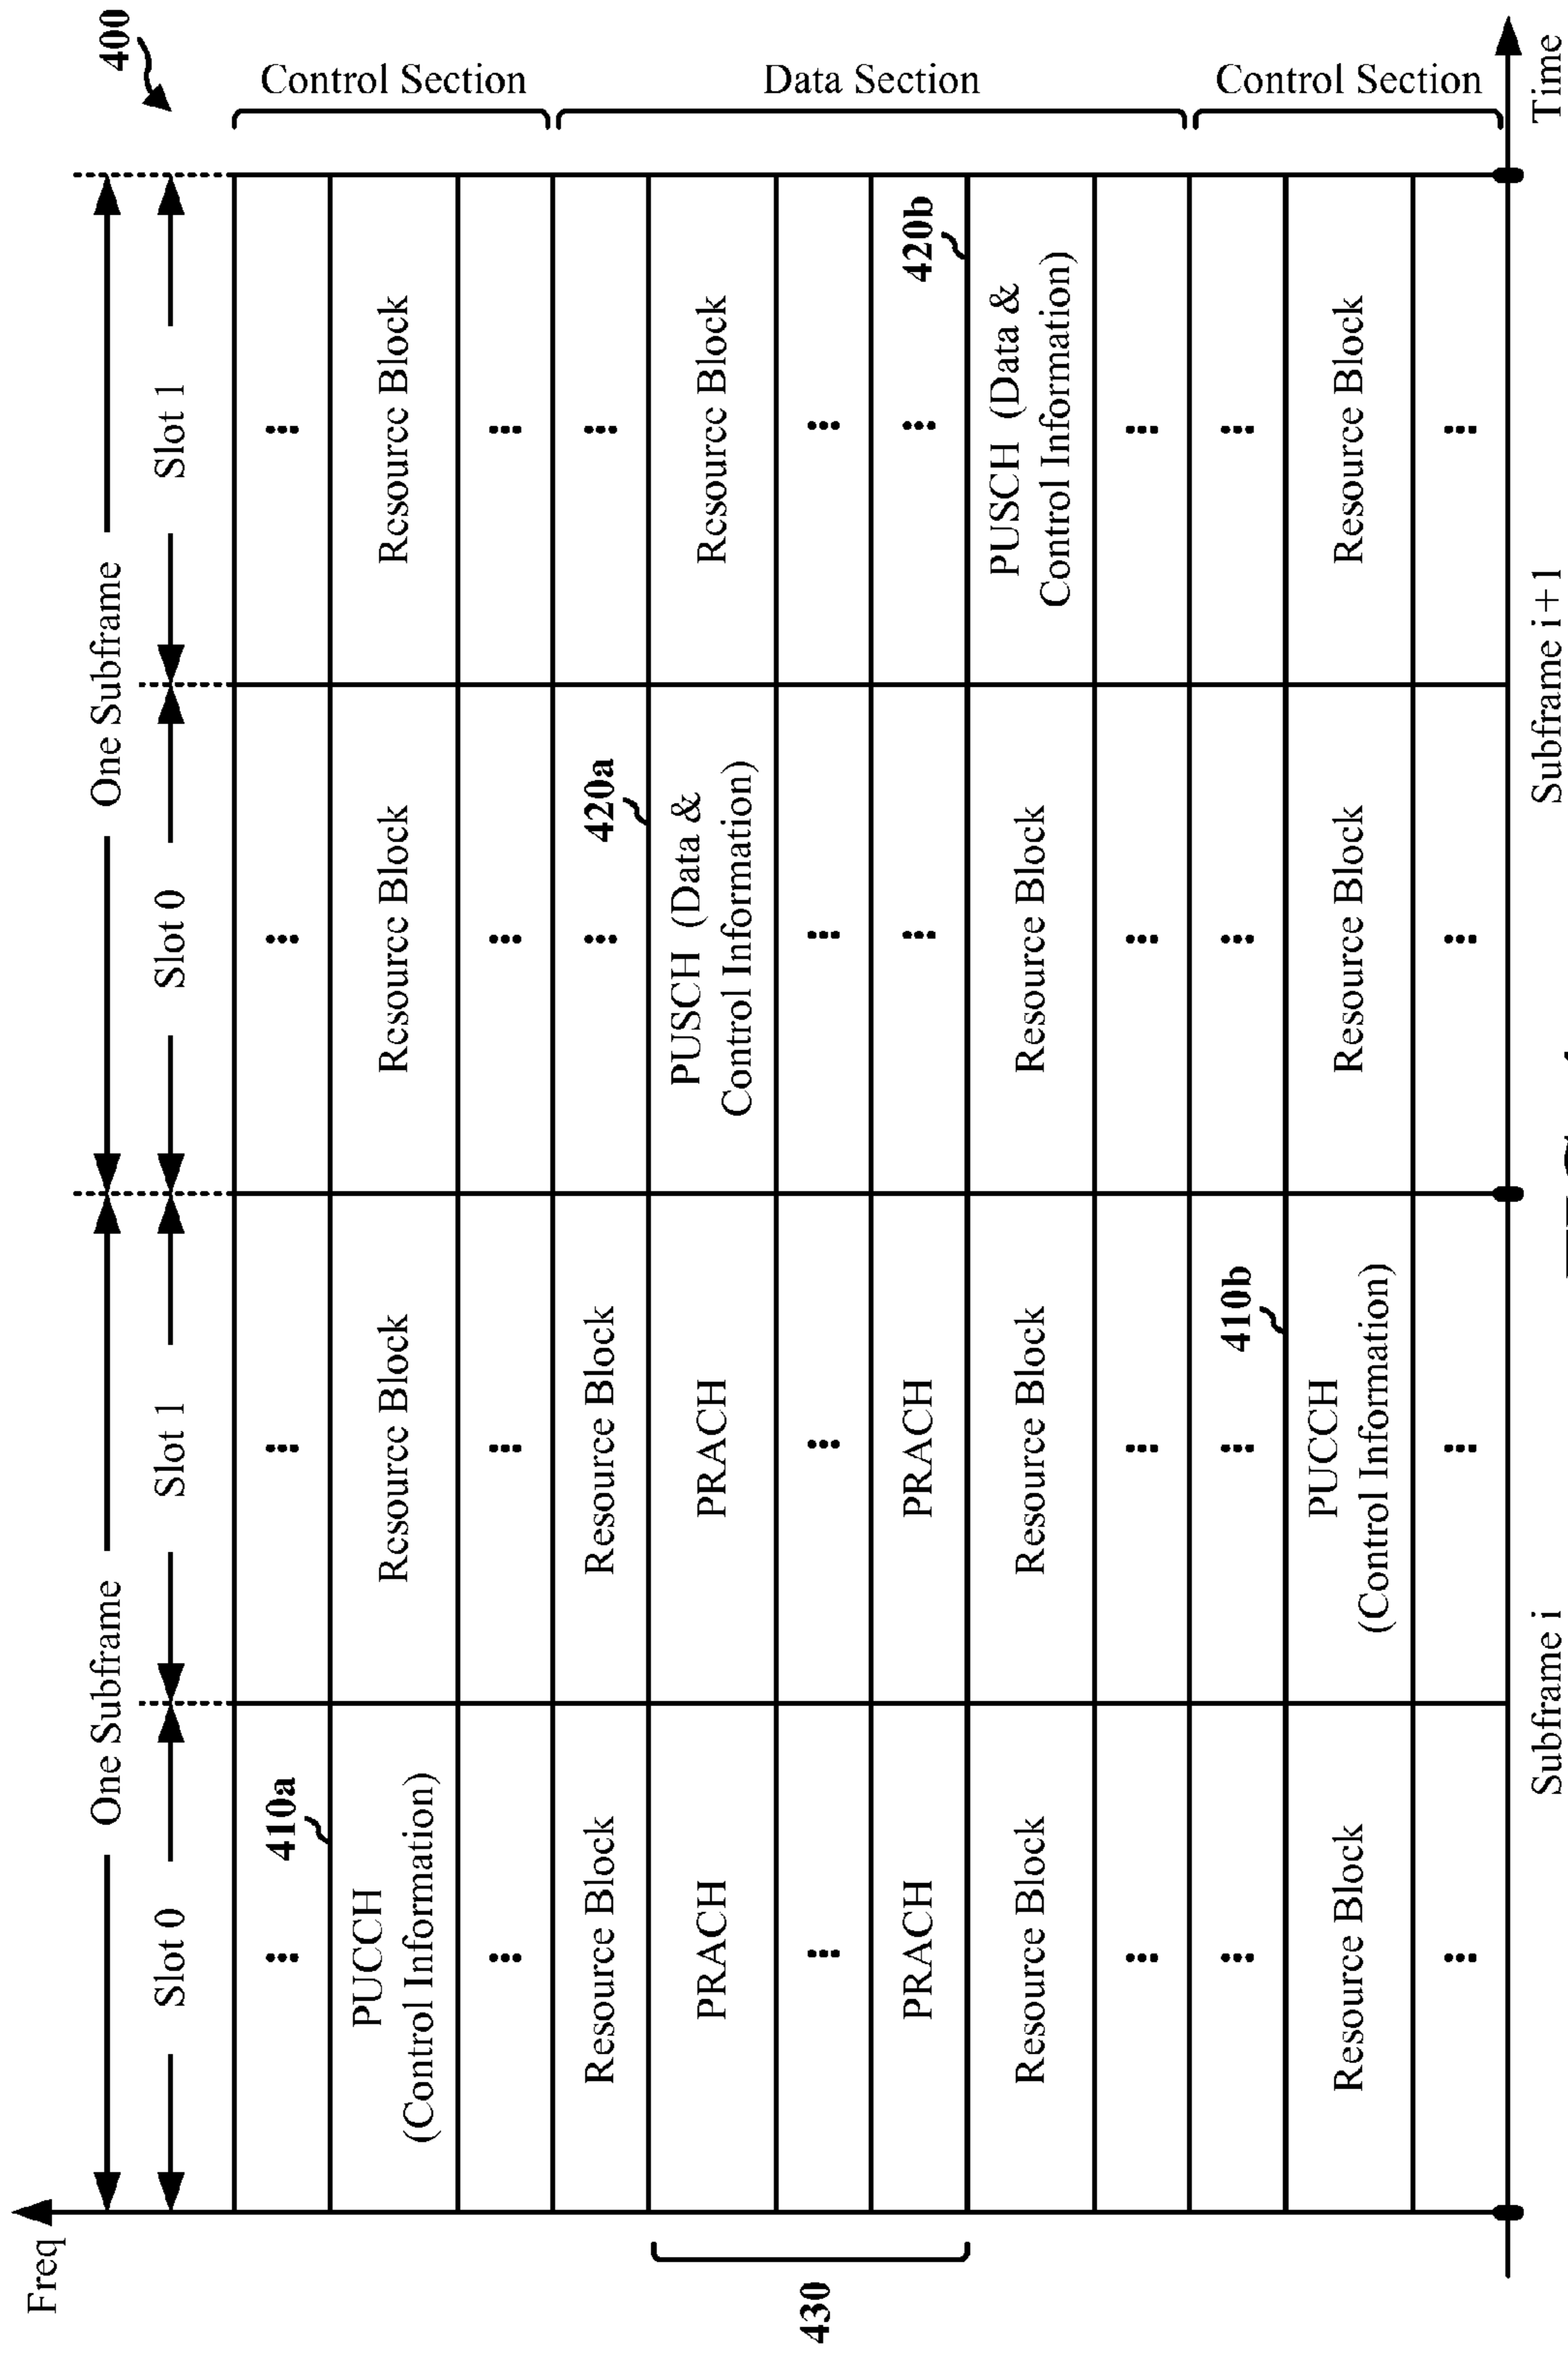 400
Freq
One Subframe
One Subframe
Slot 0
Slot 1
Slot 0
Slot 1
410a
PUCCH
(Control Information)
Resource Block
Resource Block
Resource Block
Control Section
Resource Block
Resource Block
420a
PRACH
PRACH
PUSCH (Data &
Control Information)
Resource Block
430
Data Section
PRACH
PRACH
420b
Resource Block
Resource Block
Resource Block
PUSCH (Data &
Control Information)
410b
Resource Block
PUCCH
(Control Information)
Resource Block
Resource Block
Control Section
Subframe i
Subframe i+1
Time